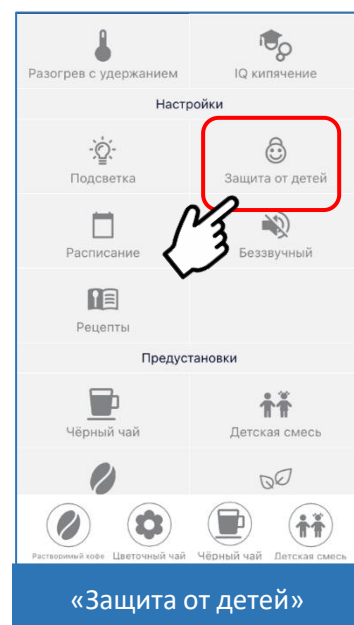 Разогрев с удержанием IQ кипячение
Настройки
Подсветка Защита от детей
Расписание Беззвучный
Рецепты
Предустановки
Чёрный чай Детская смесь
Растворимый кофе Цветочный чай Чёрный чай Детская смесь
«Защита от детей»